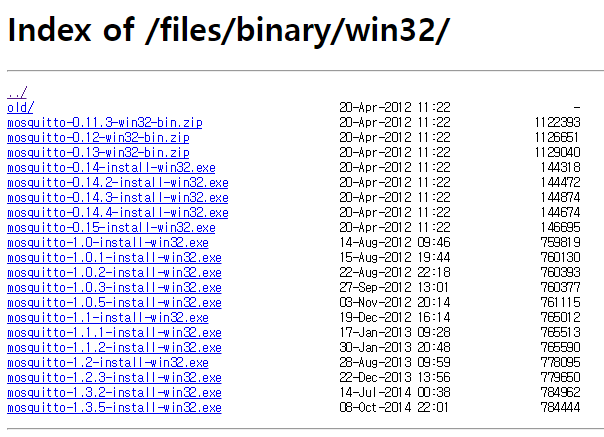 Index of /files/binary/win32/
../
old/ 20-Apr-2012 11:22 -
mosquitto-0.11.3-win32-bin.zip 20-Apr-2012 11:22 1122393
mosquitto-0.12-win32-bin.zip 20-Apr-2012 11:22 1126651
mosquitto-0.13-win32-bin.zip 20-Apr-2012 11:22 1129040
mosquitto-0.14-install-win32.exe 20-Apr-2012 11:22 144318
mosquitto-0.14.2-install-win32.exe 20-Apr-2012 11:22 144472
mosquitto-0.14.3-install-win32.exe 20-Apr-2012 11:22 144874
mosquitto-0.14.4-install-win32.exe 20-Apr-2012 11:22 144674
mosquitto-0.15-install-win32.exe 20-Apr-2012 11:22 146695
mosquitto-1.0-install-win32.exe 14-Aug-2012 09:46 759819
mosquitto-1.0.1-install-win32.exe 15-Aug-2012 19:44 760130
mosquitto-1.0.2-install-win32.exe 22-Aug-2012 22:18 760393
mosquitto-1.0.3-install-win32.exe 27-Sep-2012 13:01 760377
mosquitto-1.0.5-install-win32.exe 03-Nov-2012 20:14 761115
mosquitto-1.1-install-win32.exe 19-Dec-2012 16:14 765012
mosquitto-1.1.1-install-win32.exe 17-Jan-2013 09:28 765513
mosquitto-1.1.2-install-win32.exe 30-Jan-2013 20:48 765590
mosquitto-1.2-install-win32.exe 28-Aug-2013 09:59 778095
mosquitto-1.2.3-install-win32.exe 22-Dec-2013 13:56 779650
mosquitto-1.3.2-install-win32.exe 14-Jul-2014 00:38 784962
mosquitto-1.3.5-install-win32.exe 08-Oct-2014 22:01 784444